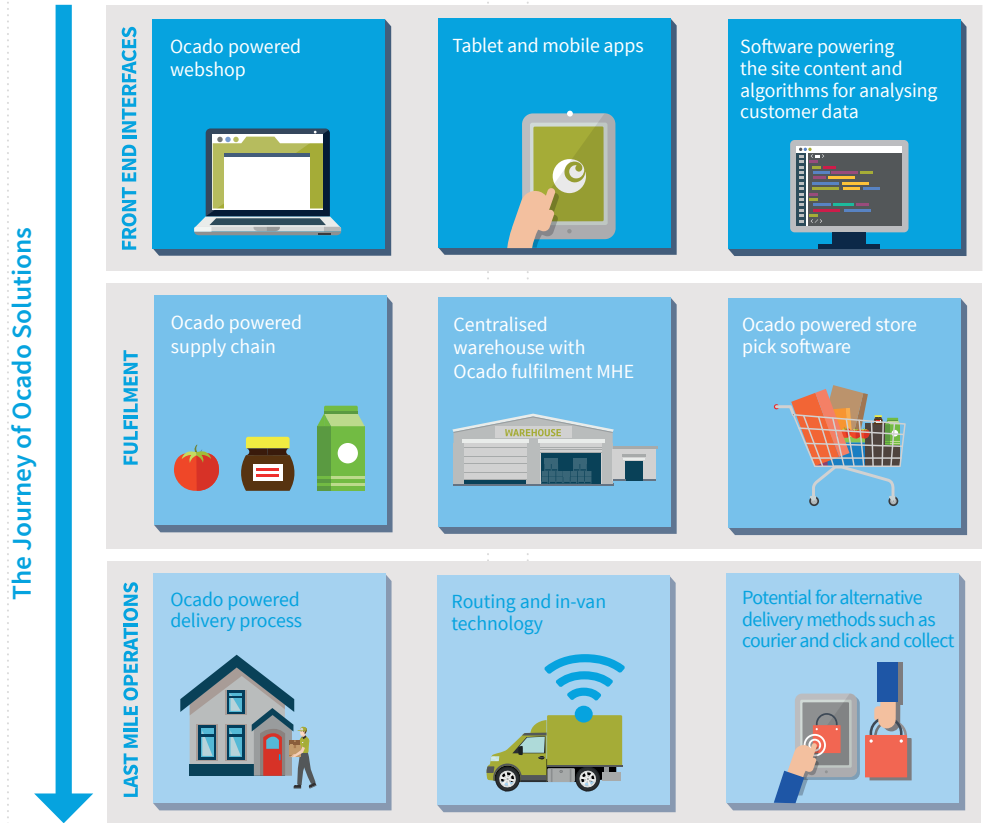 The Journey of Ocado Solutions
FRONT END INTERFACES
Ocado powered
webshop
Tablet and mobile apps
Software powering
the site content and
algorithms for analysing
customer data
FULFILMENT
Ocado powered
supply chain
Centralised
warehouse with
Ocado fulfilment MHE
WAREHOUSE
Ocado powered store
pick software
LAST MILE OPERATIONS
Ocado powered
delivery process
Routing and in-van
technology
Potential for alternative
delivery methods such as
courier and click and collect